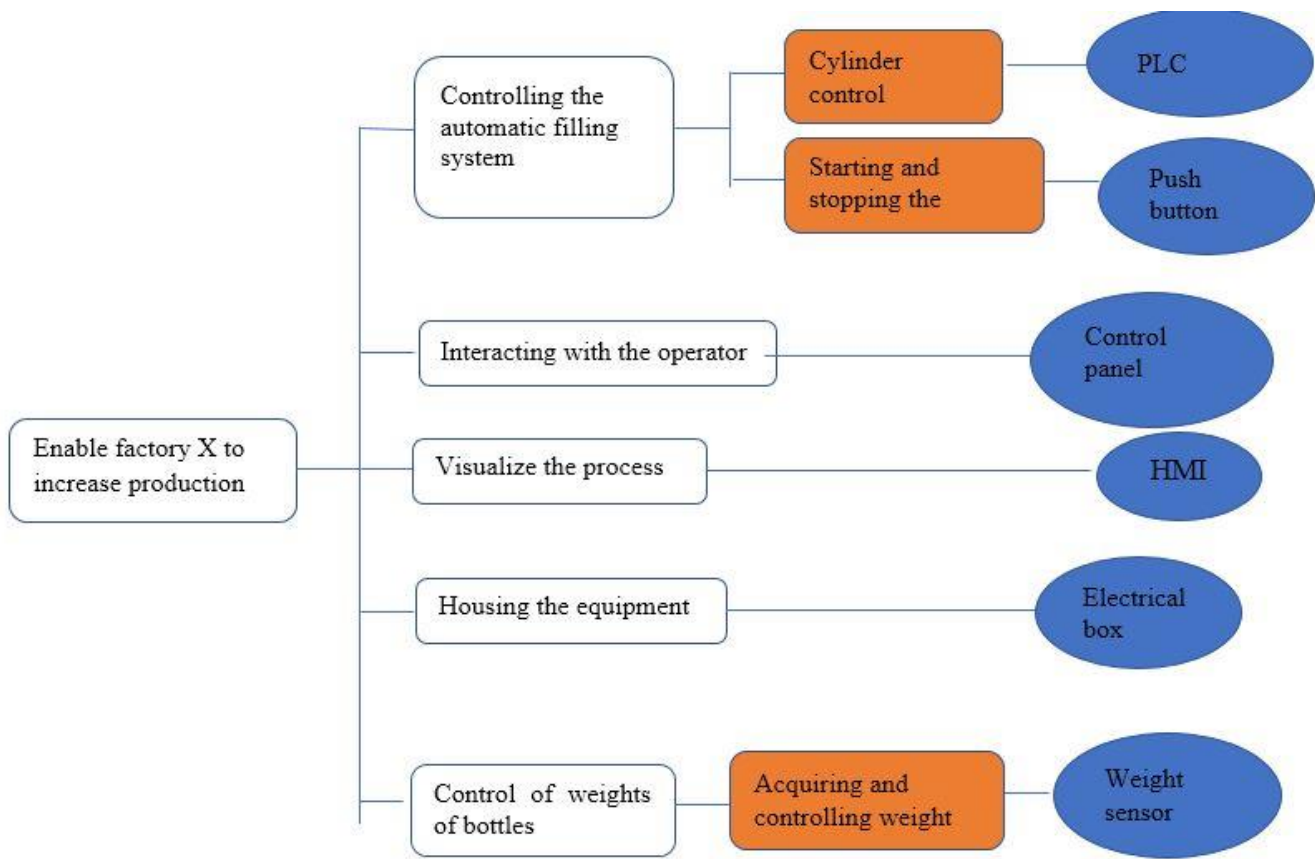 Cylinder
control
PLC
Controlling the
automatic filling
system
Starting and
stopping the
Push
button
Interacting with the operator
Control
panel
Enable factory X to
increase production
Visualize the process
HMI
Housing the equipment
Electrical
box
Control of weights
of bottles
Acquiring and
controlling weight
Weight
sensor